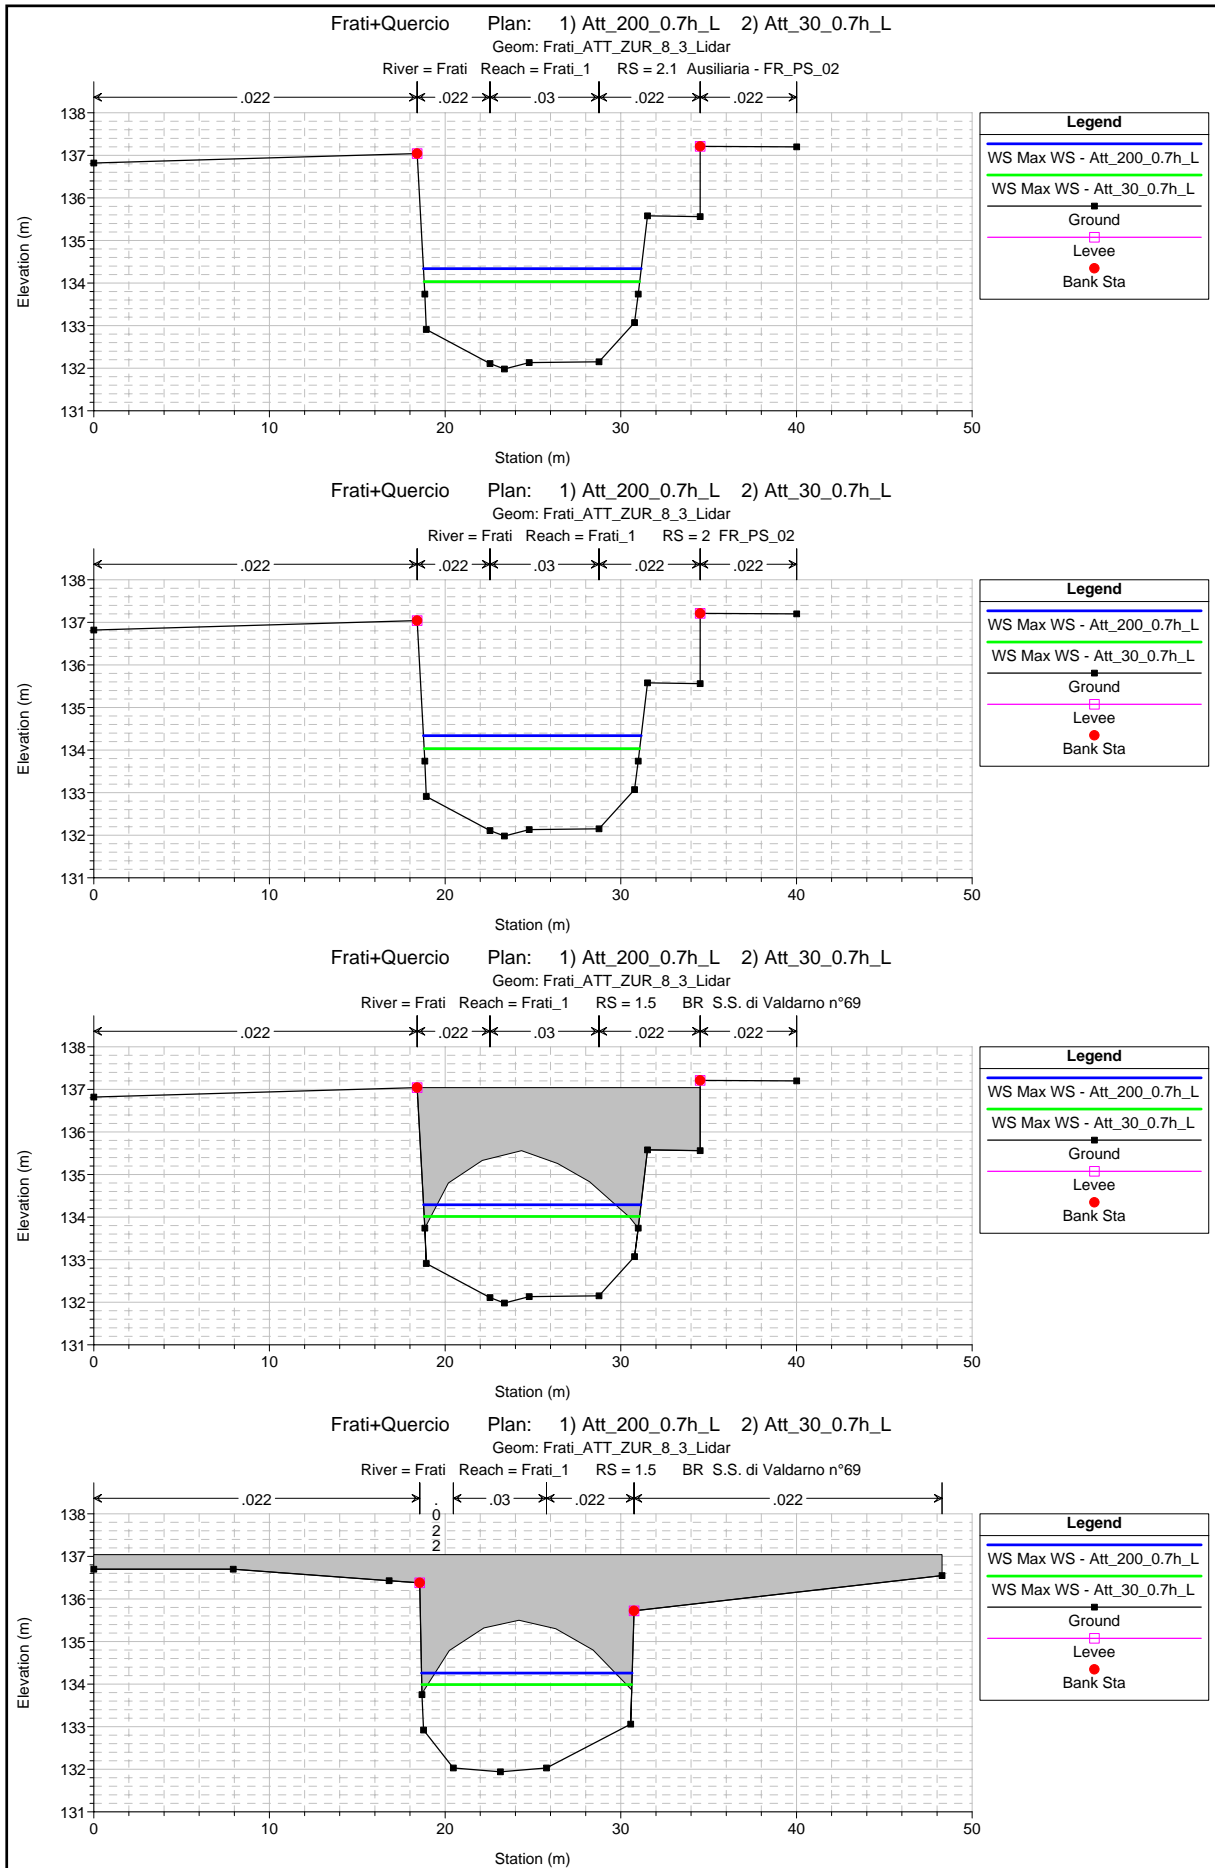 Frati+Quercio Plan: 1) Att_200_0.7h_L 2) Att_30_0.7h_L
Geom: Frati_ATT_ZUR_8_3_Lidar
River = Frati Reach = Frati_1 RS = 2.1 Ausiliaria - FR_PS_02
.022 .022 .03 .022 .022
138
137
136
135
134
133
132
131
Elevation (m)
0 10 20 30 40 50
Station (m)
Legend
WS Max WS - Att_200_0.7h_L
WS Max WS - Att_30_0.7h_L
Ground
Levee
Bank Sta
Frati+Quercio Plan: 1) Att_200_0.7h_L 2) Att_30_0.7h_L
Geom: Frati_ATT_ZUR_8_3_Lidar
River = Frati Reach = Frati_1 RS = 2 FR_PS_02
.022 .022 .03 .022 .022
138
137
136
135
134
133
132
131
Elevation (m)
0 10 20 30 40 50
Station (m)
Legend
WS Max WS - Att_200_0.7h_L
WS Max WS - Att_30_0.7h_L
Ground
Levee
Bank Sta
Frati+Quercio Plan: 1) Att_200_0.7h_L 2) Att_30_0.7h_L
Geom: Frati_ATT_ZUR_8_3_Lidar
River = Frati Reach = Frati_1 RS = 1.5 BR S.S. di Valdarno n°69
.022 .022 .03 .022 .022
138
137
136
135
134
133
132
131
Elevation (m)
0 10 20 30 40 50
Station (m)
Legend
WS Max WS - Att_200_0.7h_L
WS Max WS - Att_30_0.7h_L
Ground
Levee
Bank Sta
Frati+Quercio Plan: 1) Att_200_0.7h_L 2) Att_30_0.7h_L
Geom: Frati_ATT_ZUR_8_3_Lidar
River = Frati Reach = Frati_1 RS = 1.5 BR S.S. di Valdarno n°69
.022 .022 .03 .022 .022
138
137
136
135
134
133
132
131
Elevation (m)
0 10 20 30 40 50
Station (m)
Legend
WS Max WS - Att_200_0.7h_L
WS Max WS - Att_30_0.7h_L
Ground
Levee
Bank Sta